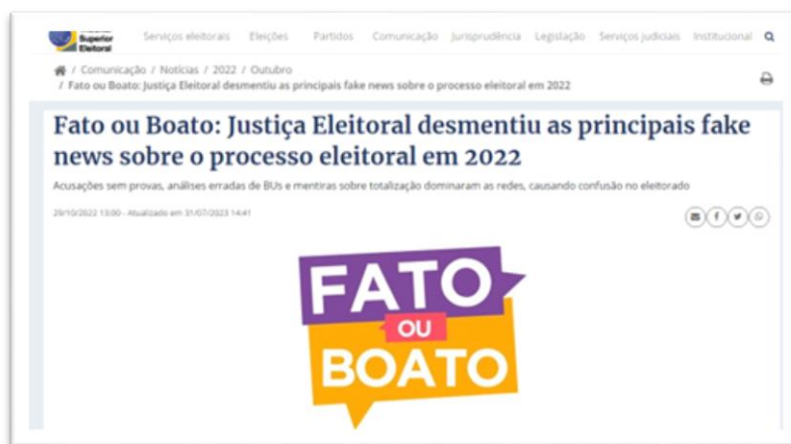 Superior
Eleitoral
Serviços eleitorais Eleições Partidos Comunicação Jurisprudência Legislação Serviços judiciais Institucional
/ Comunicação / Notícias / 2022 / Outubro
/ Fato ou Boato: Justiça Eleitoral desmentiu as principais fake news sobre o processo eleitoral em 2022
Fato ou Boato: Justiça Eleitoral desmentiu as principais fake
news sobre o processo eleitoral em 2022
Acusações sem provas, análises erradas de BUs e mentiras sobre totalização dominaram as redes, causando confusão no eleitorado
29/10/2022 13:00 - Atualizado em 31/07/2023 14:41
FATO
OU
BOATO